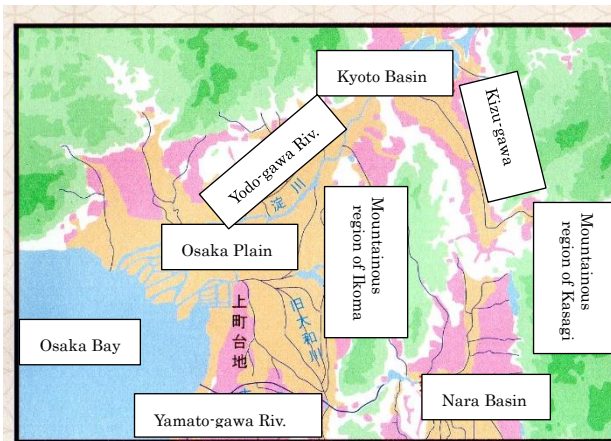 Kyoto Basin
Kizu-gawa
Yodo-gawa Riv.
淀川
Mountainous
region of Ikoma
Mountainous
region of Kasagi
Osaka Plain
上町台地
旧大和川
Osaka Bay
Nara Basin
Yamato-gawa Riv.